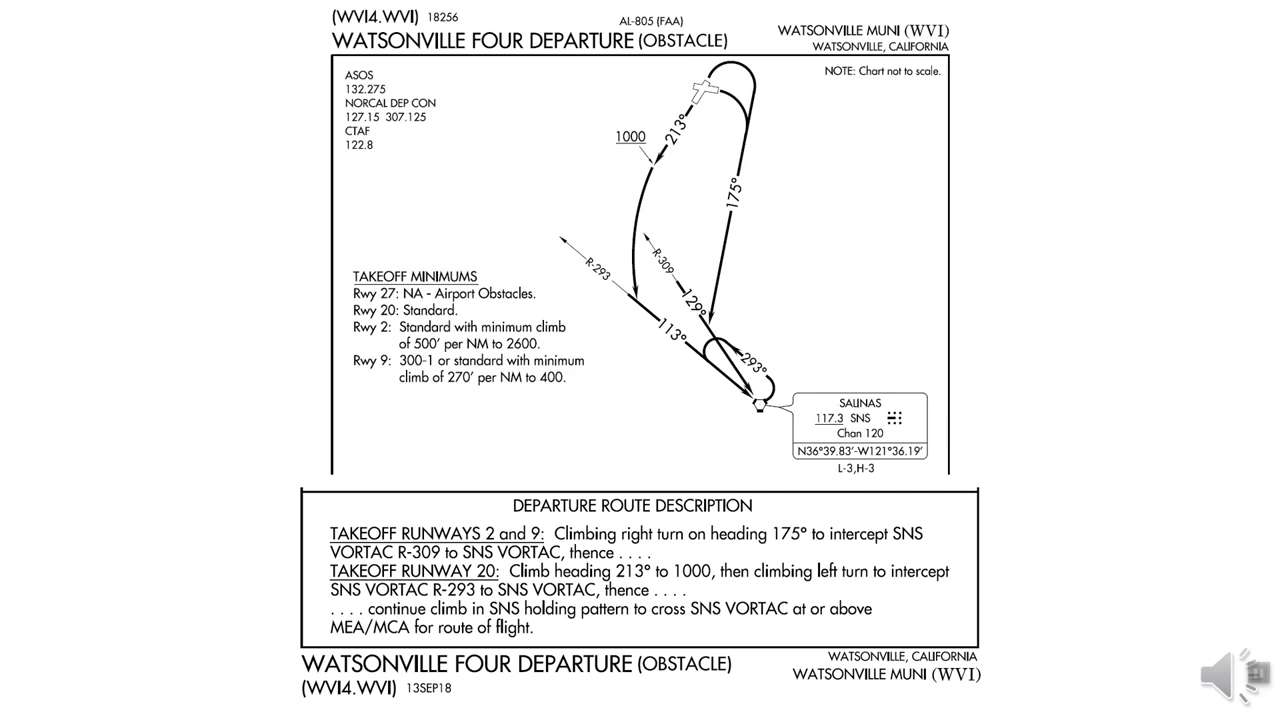 (WVI4.WVI) 18256
AL-805 (FAA)
WATSONVILLE MUNI (WVI)
WATSONVILLE FOUR DEPARTURE (OBSTACLE)
WATSONVILLE, CALIFORNIA
ASOS
132.275
NORCAL DEP CON
127.15 307.125
CTAF
122.8
NOTE: Chart not to scale.
213°
1000
175°
R-293
R-309
129°
113°
293°
TAKEOFF MINIMUMS
Rwy 27: NA - Airport Obstacles.
Rwy 20: Standard.
Rwy 2: Standard with minimum climb
of 500' per NM to 2600.
Rwy 9: 300-1 or standard with minimum
climb of 270' per NM to 400.
SALINAS
117.3 SNS
Chan 120
N36°39.83'-W121°36.19'
L-3,H-3
DEPARTURE ROUTE DESCRIPTION
TAKEOFF RUNWAYS 2 and 9: Climbing right turn on heading 175° to intercept SNS
VORTAC R-309 to SNS VORTAC, thence . . . .
TAKEOFF RUNWAY 20: Climb heading 213° to 1000, then climbing left turn to intercept
SNS VORTAC R-293 to SNS VORTAC, thence . . . .
. . . . continue climb in SNS holding pattern to cross SNS VORTAC at or above
MEA/MCA for route of flight.
WATSONVILLE FOUR DEPARTURE (OBSTACLE)
WATSONVILLE, CALIFORNIA
(WVI4.WVI) 13SEP18
WATSONVILLE MUNI (WVI)